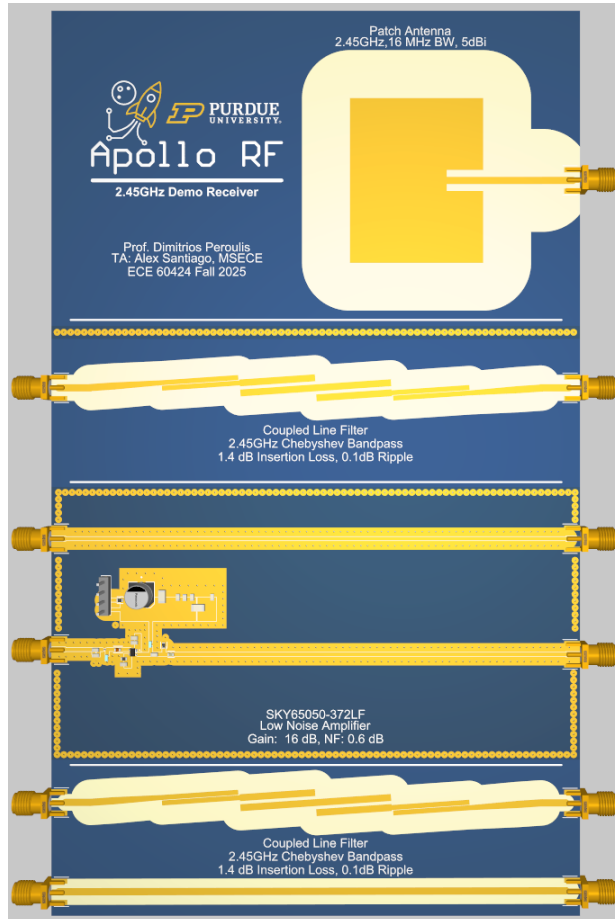 Patch Antenna
2.45GHz,16 MHz BW, 5dBi
PURDUE
UNIVERSITY.
Apollo RF
2.45GHz Demo Receiver
Prof. Dimitrios Peroulis
TA: Alex Santiago, MSECE
ECE 60424 Fall 2025
Coupled Line Filter
2.45GHz Chebyshev Bandpass
1.4 dB Insertion Loss, 0.1dB Ripple
SKY65050-372LF
Low Noise Amplifier
Gain: 16 dB, NF: 0.6 dB
Coupled Line Filter
2.45GHz Chebyshev Bandpass
1.4 dB Insertion Loss, 0.1dB Ripple